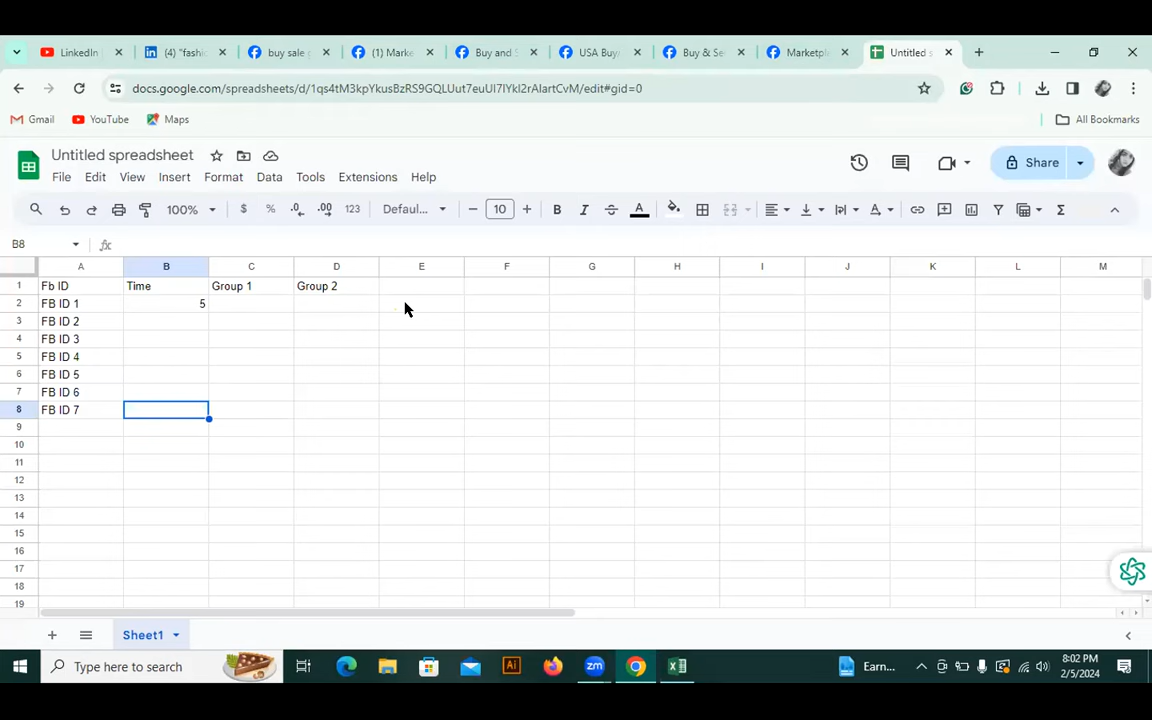 LinkedIn
(4) "fashi
buy sale
(1) Marke
Buy and
USA Buy
Buy & Se
Marketpl
Untitled s
docs.google.com/spreadsheets/d/1qs4tM3kpYkusBzRS9GQLUut7euUI7IYkl2rAIartCvM/edit#gid=0
Gmail
YouTube
Maps
All Bookmarks
Untitled spreadsheet
File Edit View Insert Format Data Tools Extensions Help
Share
100% $ % .0 .00 123 Defaul... 10 B I A
B8 fx
A B C D E F G H I J K L M
1 Fb ID Time Group 1 Group 2
2 FB ID 1 5
3 FB ID 2
4 FB ID 3
5 FB ID 4
6 FB ID 5
7 FB ID 6
8 FB ID 7
9
10
11
12
13
14
15
16
17
18
19
Sheet1
Type here to search
Ai
zm
Earn...
8:02 PM
2/5/2024